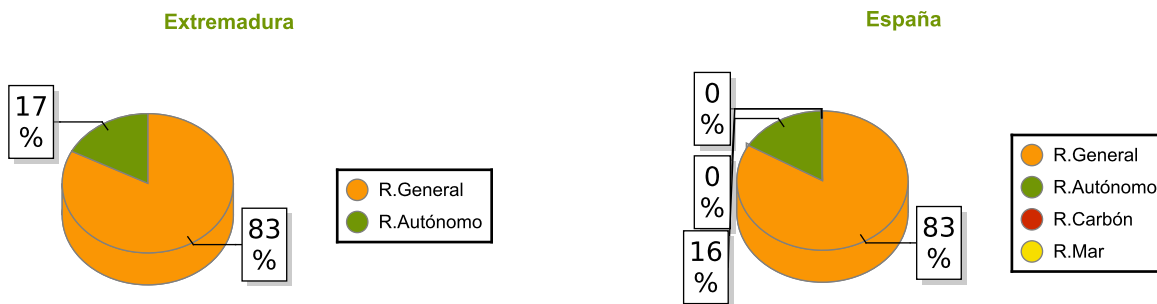 Extremadura
17
%
83
%
R.General
R.Autónomo
España
0
%
0
%
16
%
83
%
R.General
R.Autónomo
R.Carbón
R.Mar